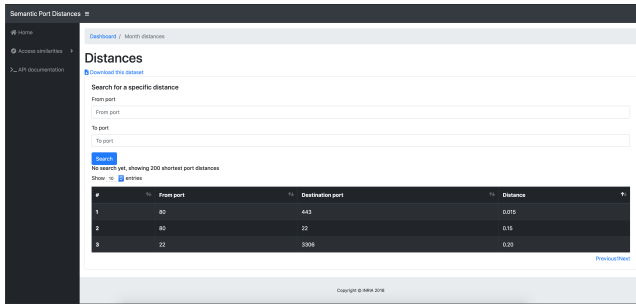 Semantic Port Distances
Home
Access similarities
API documentation
Dashboard / Month distances
Distances
Download this dataset
Search for a specific distance
From port
From port
To port
To port
Search
No search yet, showing 200 shortest port distances
Show 10 entries
# From port Destination port Distance
1 80 443 0.015
2 80 22 0.15
3 22 3306 0.20
Previous1Next
Copyright © INRIA 2018